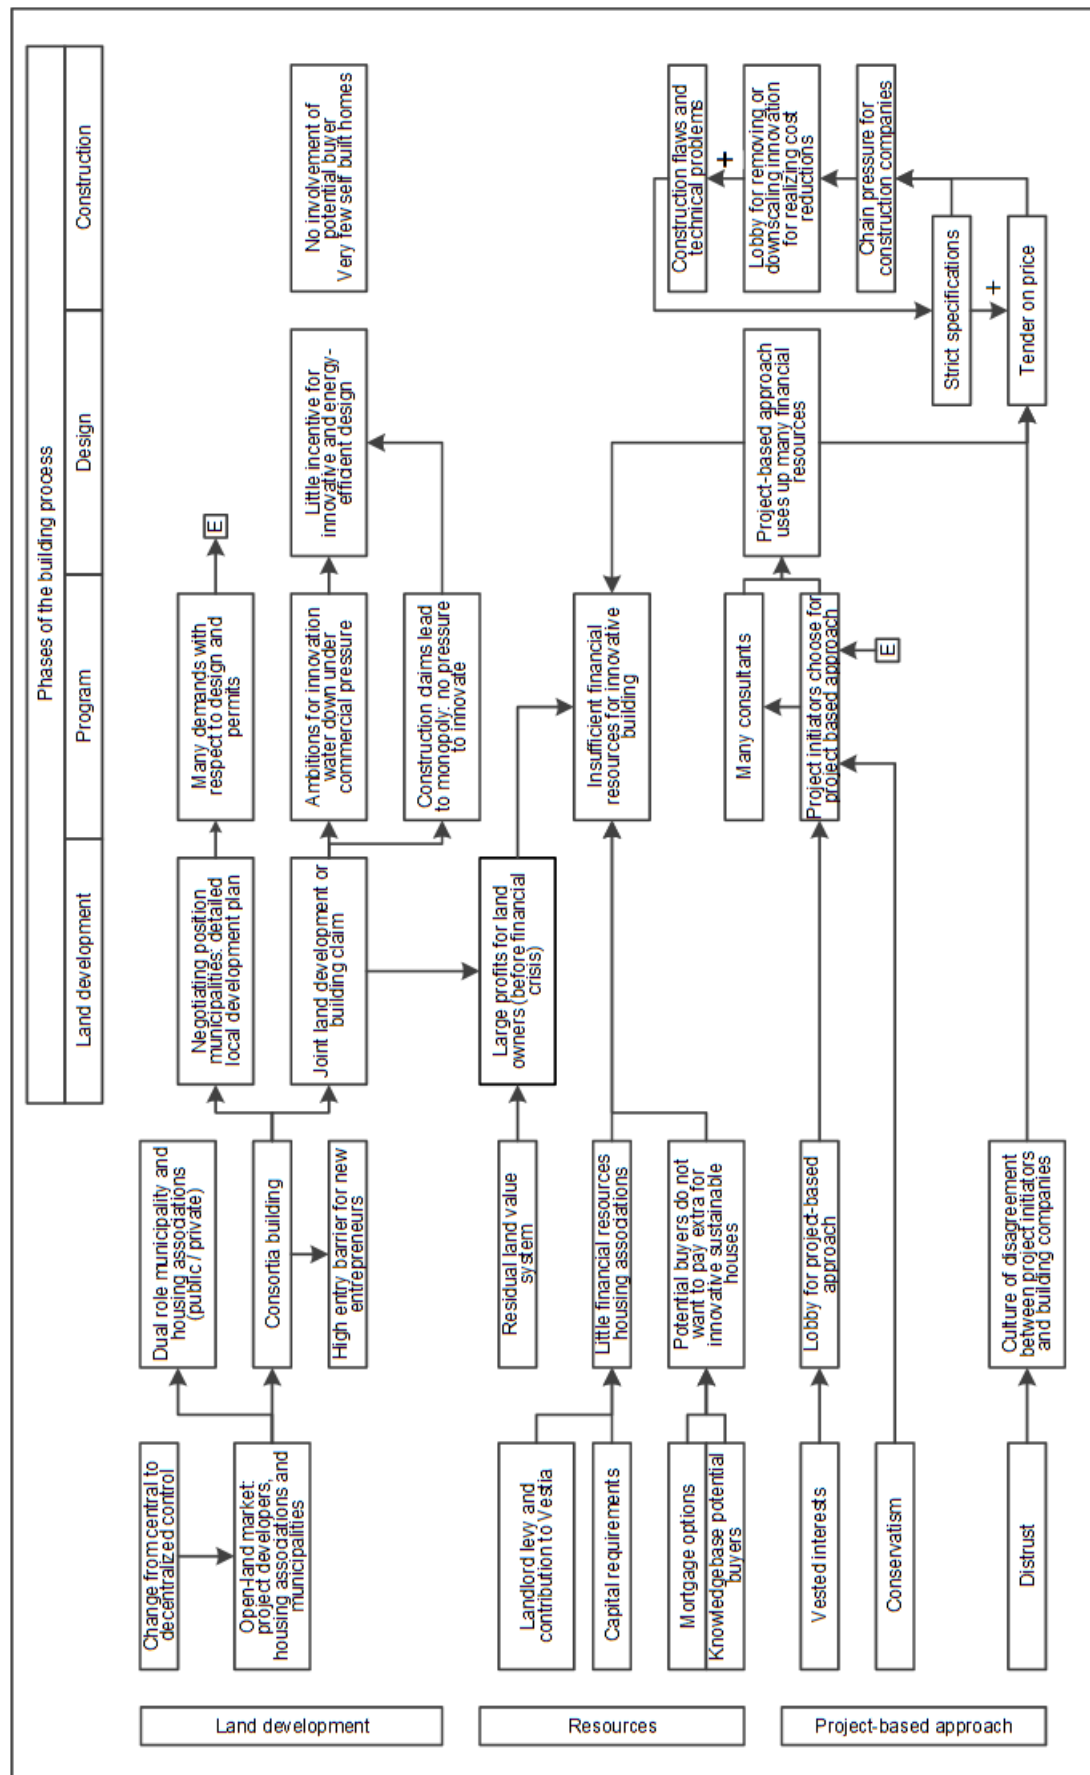 Phases of the building process
Land development
Program
Design
Construction
Land development
Change from central to
decentralized control
Open-land market:
project developers,
housing associations and
municipalities
Dual role municipality and
housing associations
(public / private)
Consortia building
High entry barrier for new
entrepreneurs
Negotiating position
municipalities: detailed
local development plan
Joint land development or
building claim
Many demands with
respect to design and
permits
E
Ambitions for innovation
water down under
commercial pressure
Construction claims lead
to monopoly: no pressure
to innovate
Little incentive for
innovative and energy-
efficient design
No involvement of
potential buyer
Very few self built homes
Resources
Landlord levy and
contribution to Vestia
Capital requirements
Mortgage options
Knowledgebase potential
buyers
Residual land value
system
Little financial resources
housing associations
Potential buyers do not
want to pay extra for
innovative sustainable
houses
Large profits for land
owners (before financial
crisis)
Insufficient financial
resources for innovative
building
Project-based approach
Vested interests
Conservatism
Distrust
Lobby for project-based
approach
Culture of disagreement
between project initiators
and building companies
Many consultants
Project initiators choose for
project based approach
E
Project-based approach
uses up many financial
resources
Construction flaws and
technical problems
+
Lobby for removing or
downscaling innovation
for realizing cost
reductions
Chain pressure for
construction companies
Strict specifications
+
Tender on price